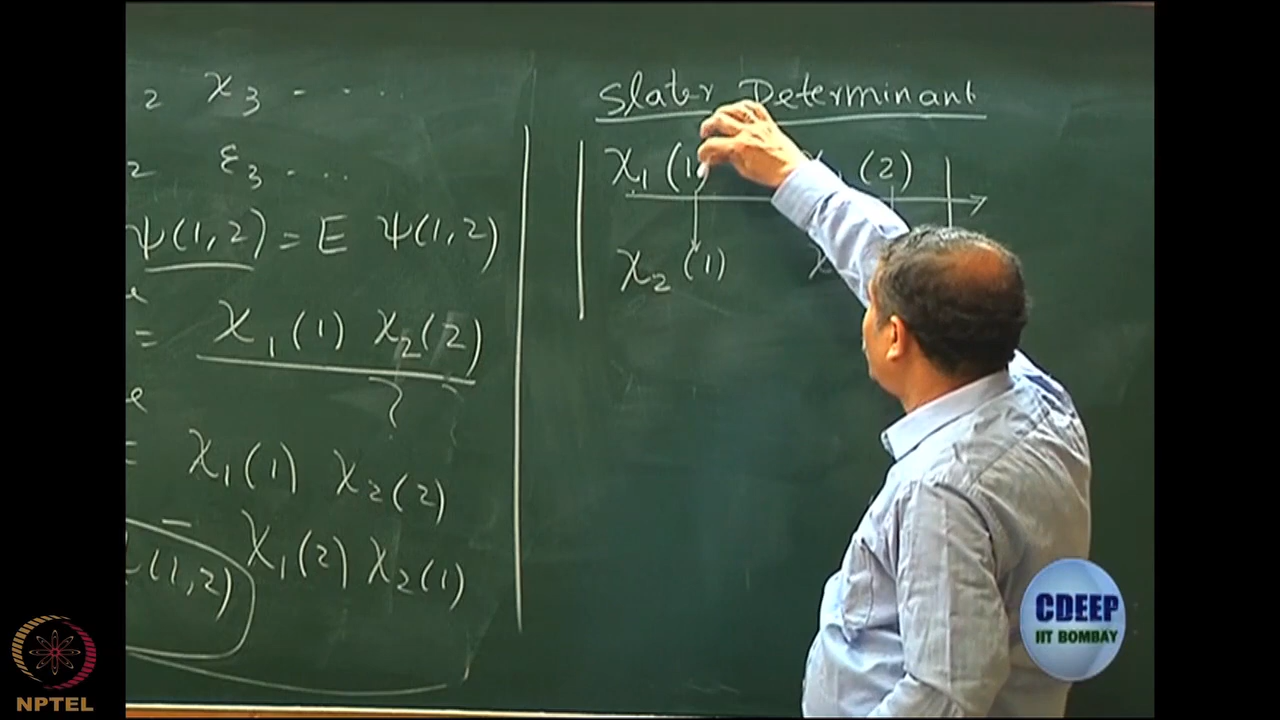 2 χ3 - - - . .
2 ε3 . . .
ψ(1,2) = E ψ(1,2)
= χ1(1) χ2(2)
?
= χ1(1) χ2(2)
- χ1(2) χ2(1)
(1,2)
Slater Determinant
χ1(1) (2)
χ2(1) χ
CDEEP
IIT BOMBAY
NPTEL